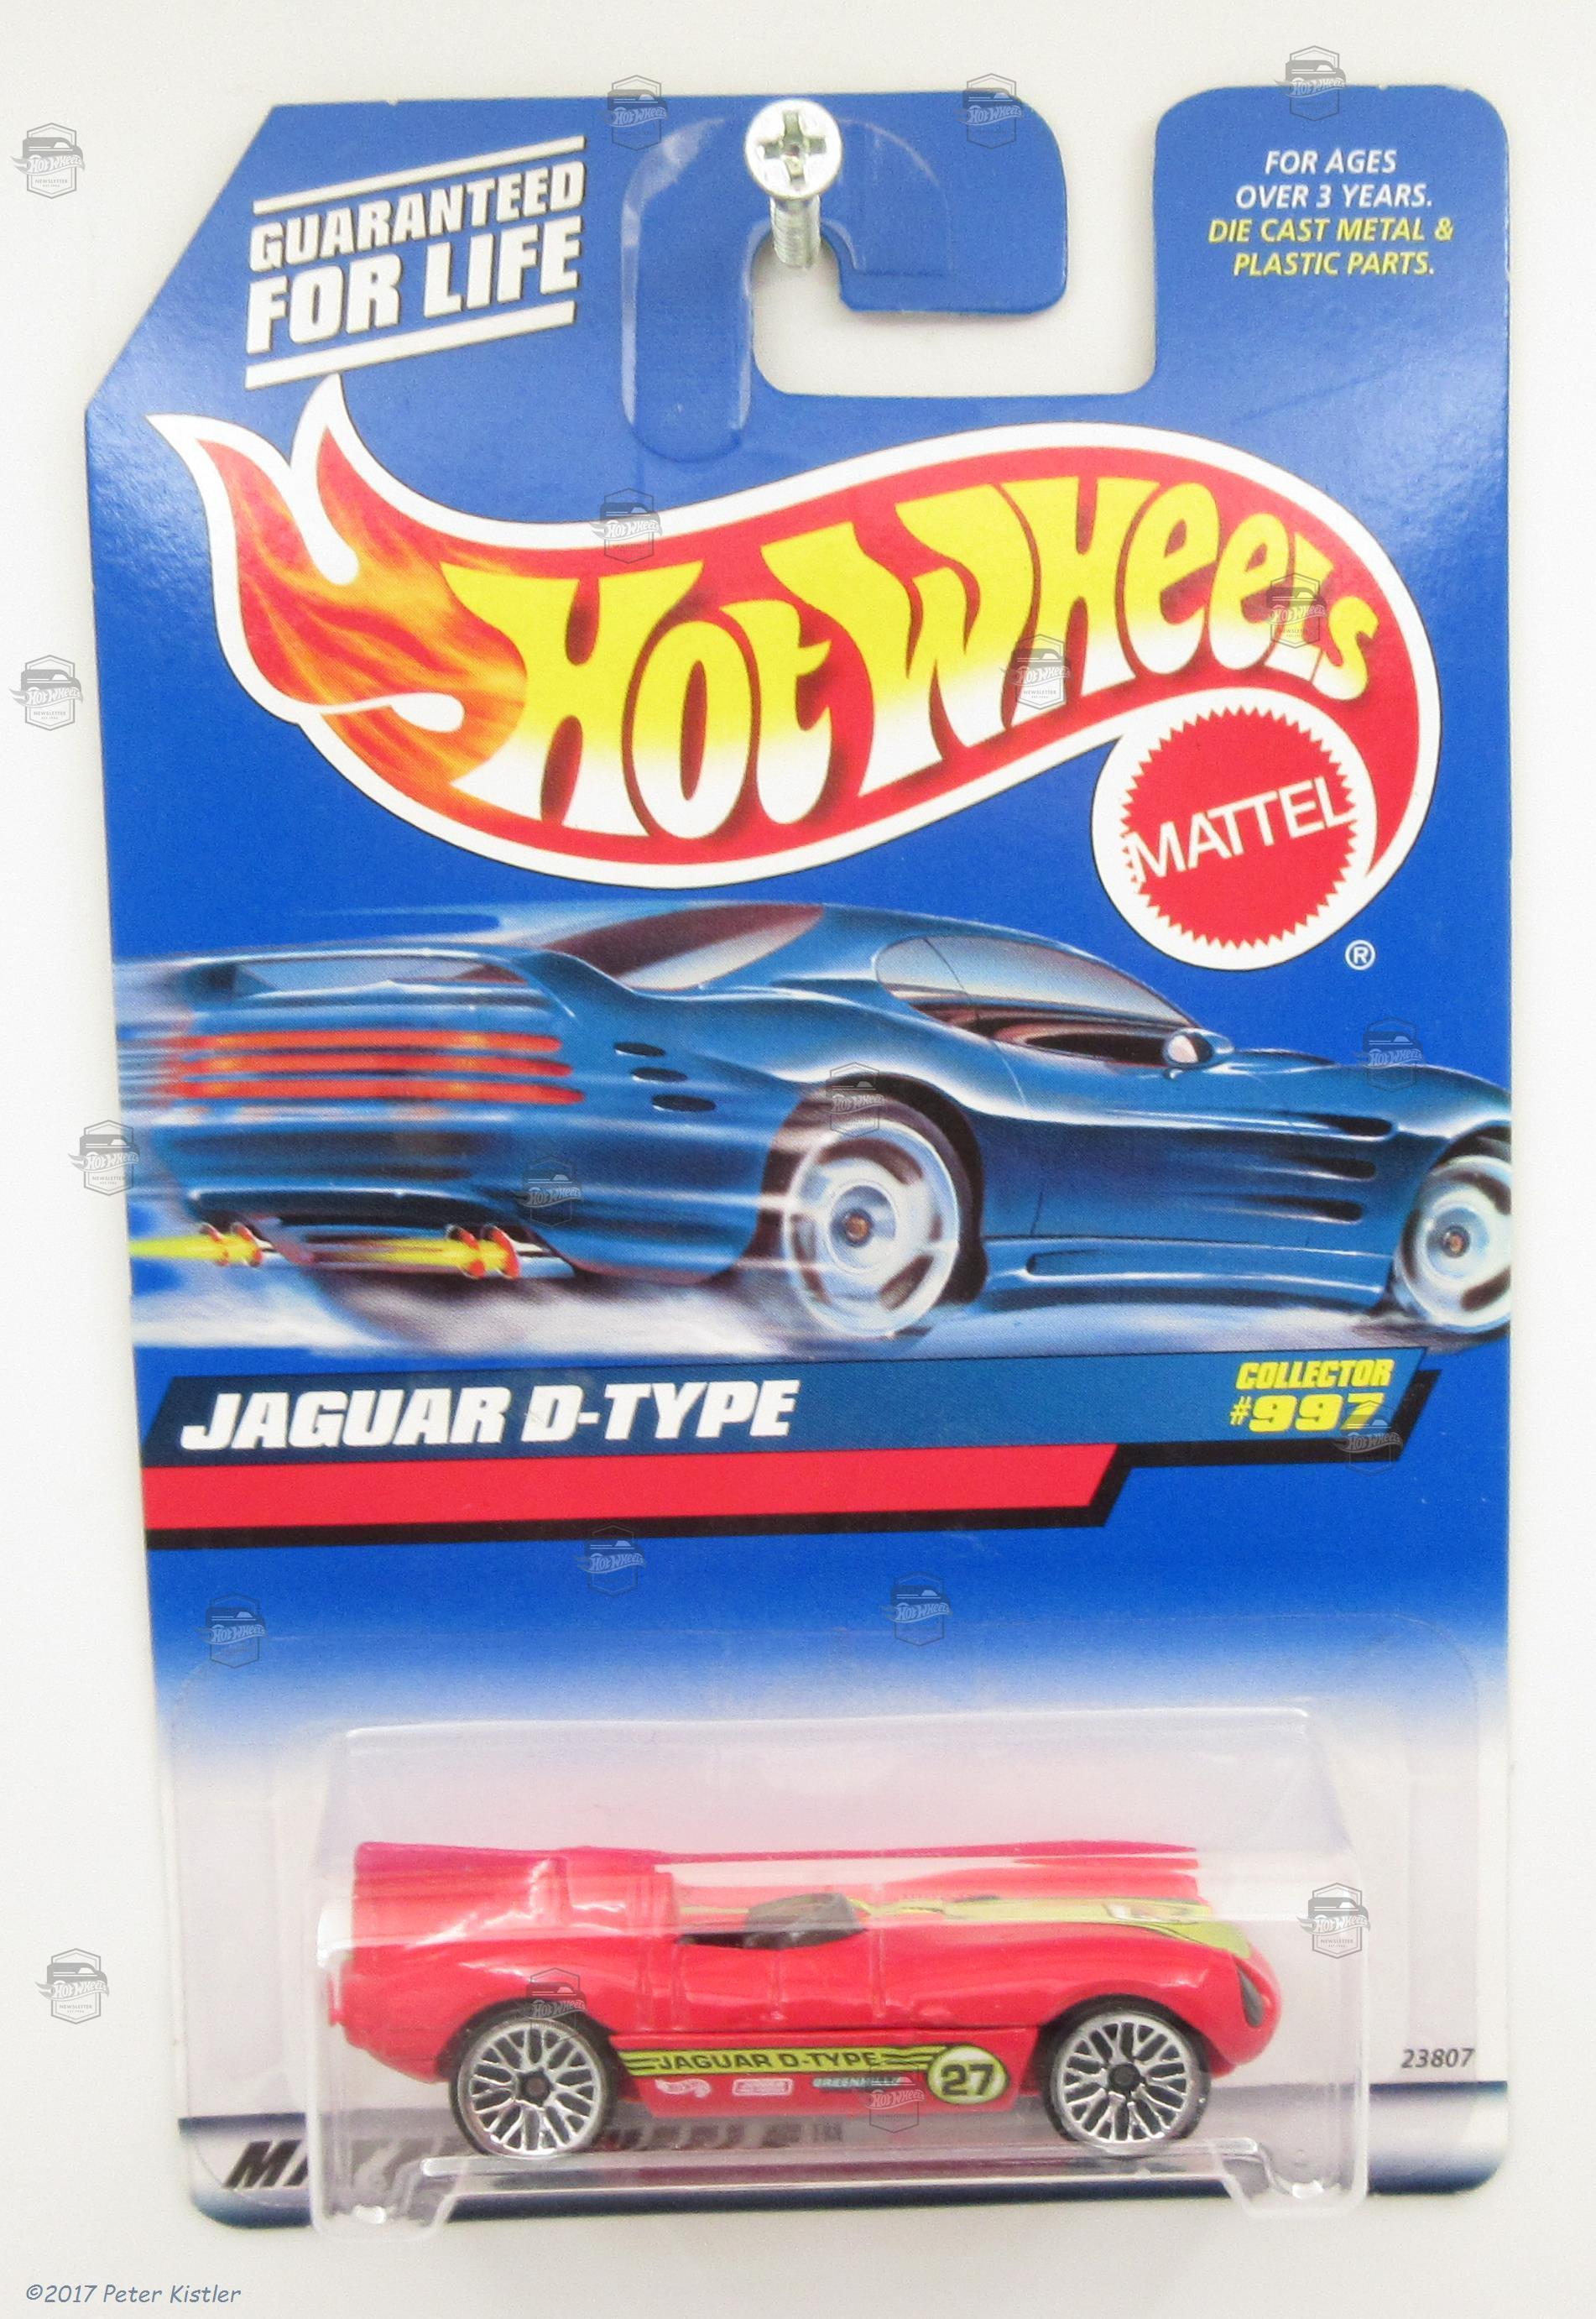 GUARANTEED
FOR LIFE
FOR AGES
OVER 3 YEARS.
DIE CAST METAL &
PLASTIC PARTS.
HOT WHEELS
MATTEL
®
JAGUAR D-TYPE
COLLECTOR
#997
JAGUAR D-TYPE
27
23807
©2017 Peter Kistler